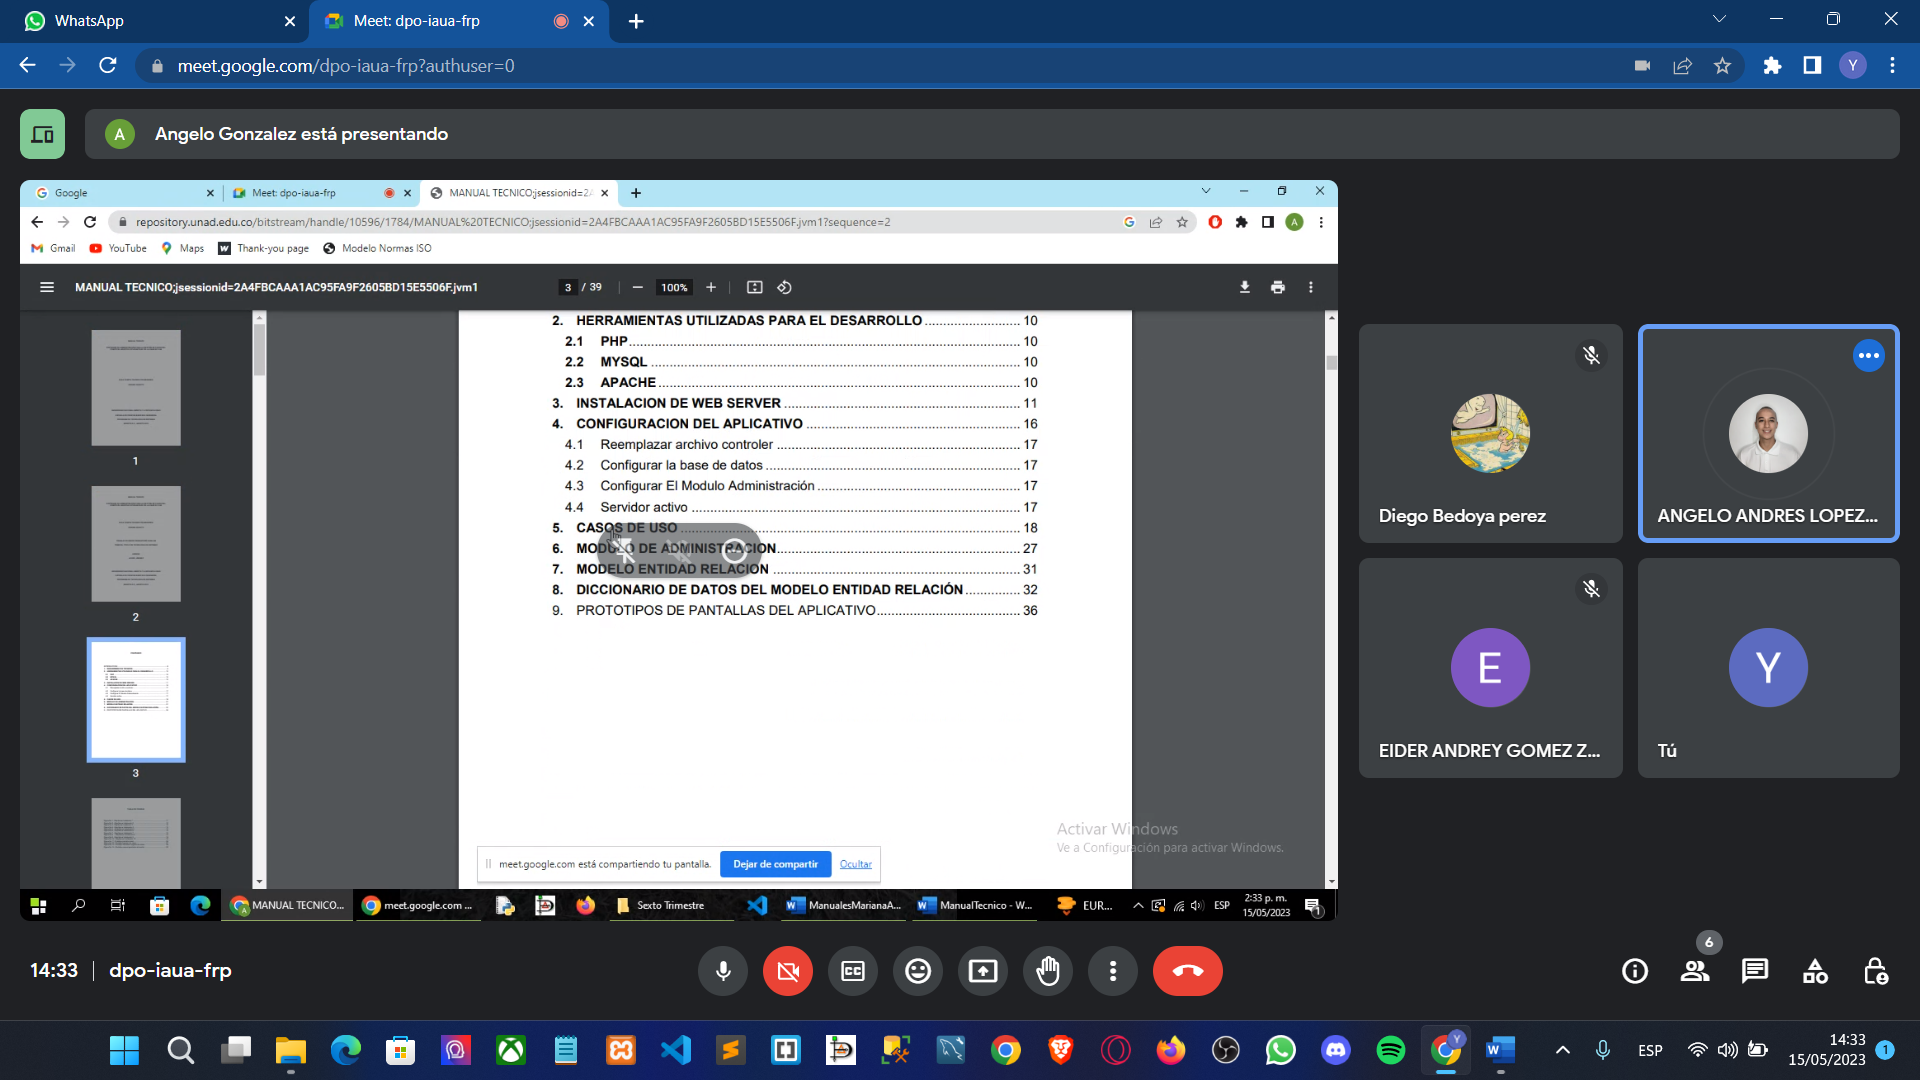 WhatsApp
Meet: dpo-iaua-frp
meet.google.com/dpo-iaua-frp?authuser=0
Y
A
Angelo Gonzalez está presentando
Google
Meet: dpo-iaua-frp
MANUAL TECNICO;jsessionid=2
repository.unad.edu.co/bitstream/handle/10596/1784/MANUAL%20TECNICO;jsessionid=2A4FBCAAA1AC95FA9F2605BD15E5506F.jvm1?sequence=2
A
Gmail
YouTube
Maps
Thank-you page
Modelo Normas ISO
MANUAL TECNICO;jsessionid=2A4FBCAAA1AC95FA9F2605BD15E5506F.jvm1
3 / 39
100%
2. HERRAMIENTAS UTILIZADAS PARA EL DESARROLLO 10
2.1 PHP 10
2.2 MYSQL 10
2.3 APACHE 10
3. INSTALACION DE WEB SERVER 11
4. CONFIGURACION DEL APLICATIVO 16
4.1 Reemplazar archivo controler 17
4.2 Configurar la base de datos 17
4.3 Configurar El Modulo Administración 17
4.4 Servidor activo 17
5. CASOS DE USO 18
6. MODULO DE ADMINISTRACION 27
7. MODELO ENTIDAD RELACION 31
8. DICCIONARIO DE DATOS DEL MODELO ENTIDAD RELACIÓN 32
9. PROTOTIPOS DE PANTALLAS DEL APLICATIVO 36
1
2
3
Activar Windows
Ve a Configuración para activar Windows.
meet.google.com está compartiendo tu pantalla.
Dejar de compartir
Ocultar
MANUAL TECNICO...
meet.google.com ...
Sexto Trimestre
ManualesMarianaA...
ManualTecnico - W...
EUR...
ESP
2:33 p. m.
15/05/2023
1
Diego Bedoya perez
ANGELO ANDRES LOPEZ...
E
EIDER ANDREY GOMEZ Z...
Y
Tú
14:33
dpo-iaua-frp
6
ESP
14:33
15/05/2023
1